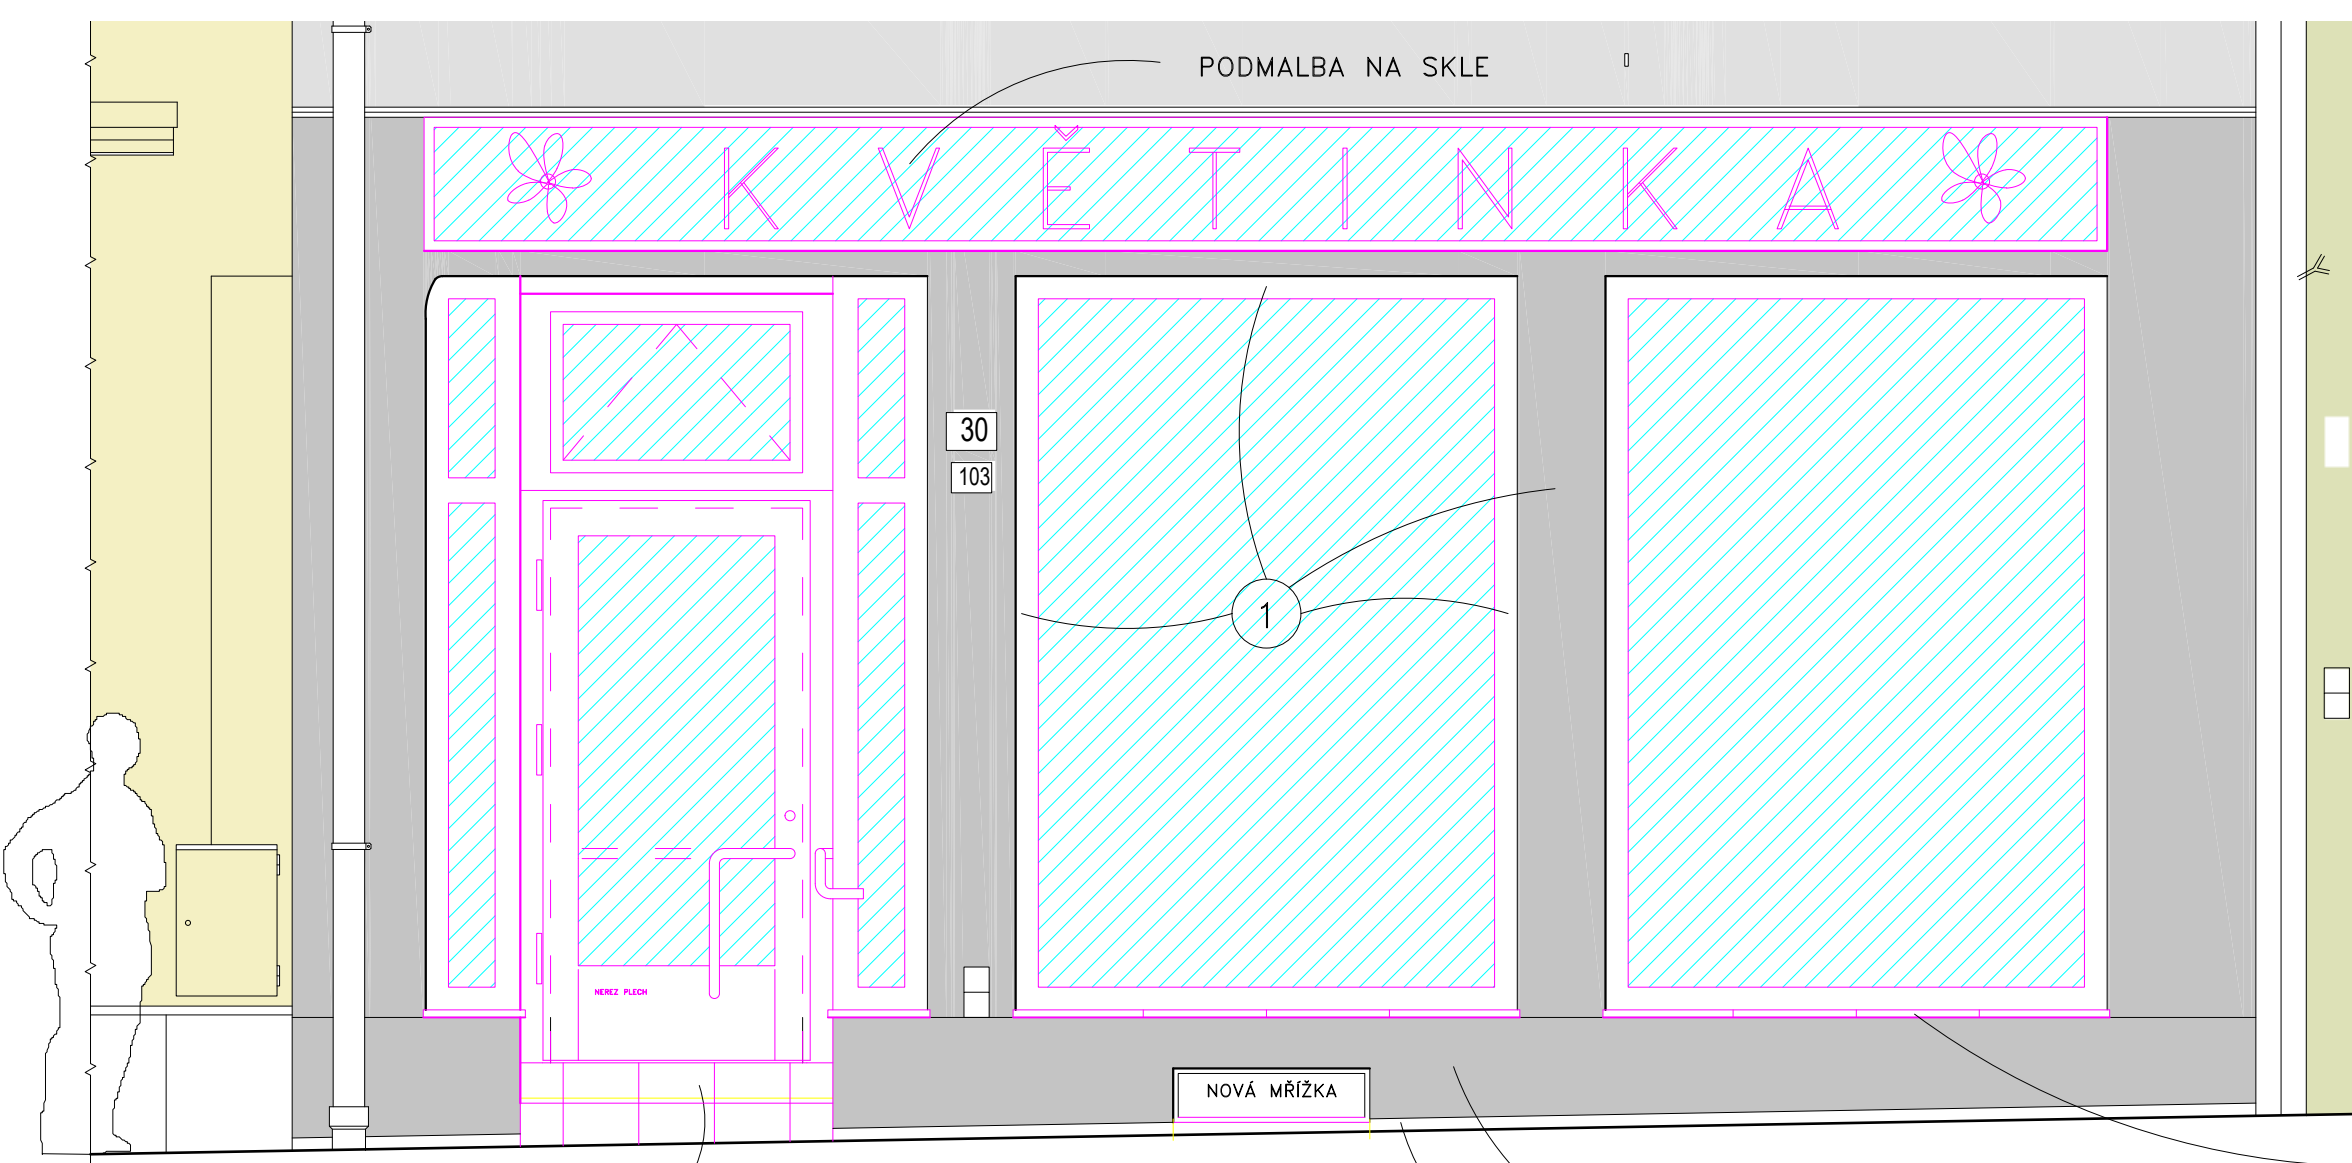 PODMALBA NA SKLE
KVĚTINKA
30
103
1
NEREZ PLECH
NOVÁ MŘÍŽKA